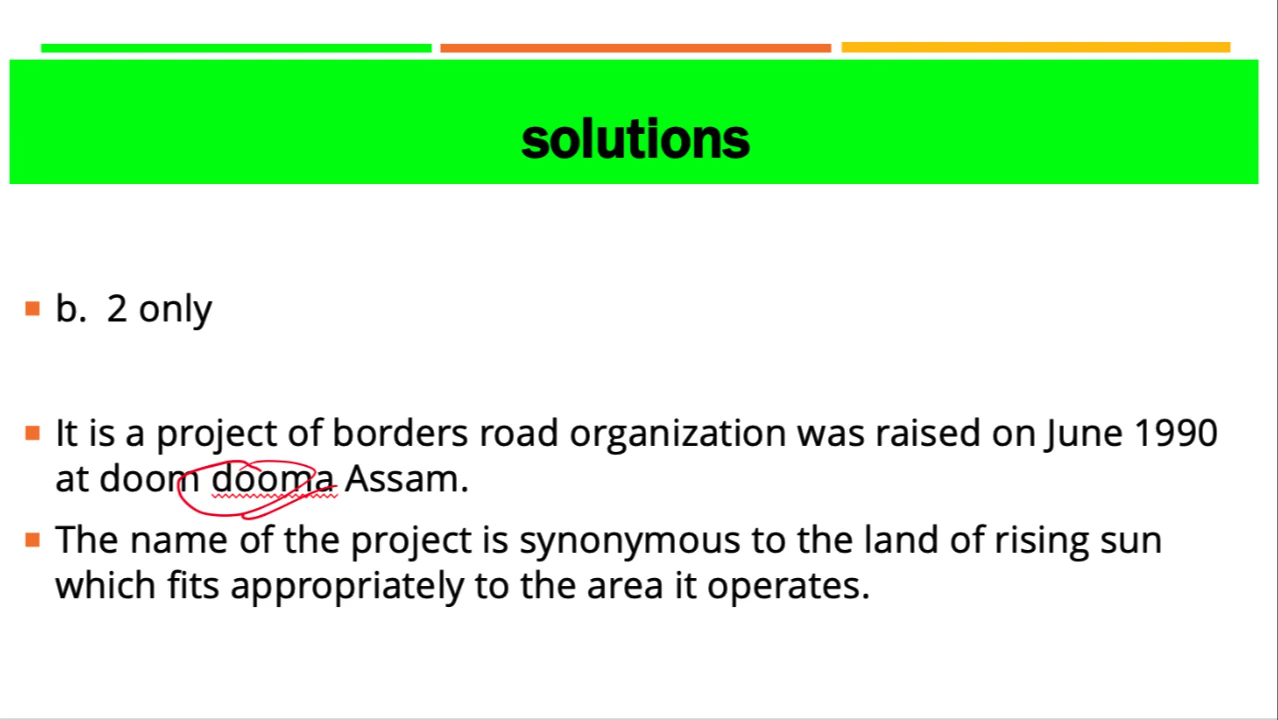 solutions
b. 2 only
It is a project of borders road organization was raised on June 1990
at doom dooma Assam.
The name of the project is synonymous to the land of rising sun
which fits appropriately to the area it operates.